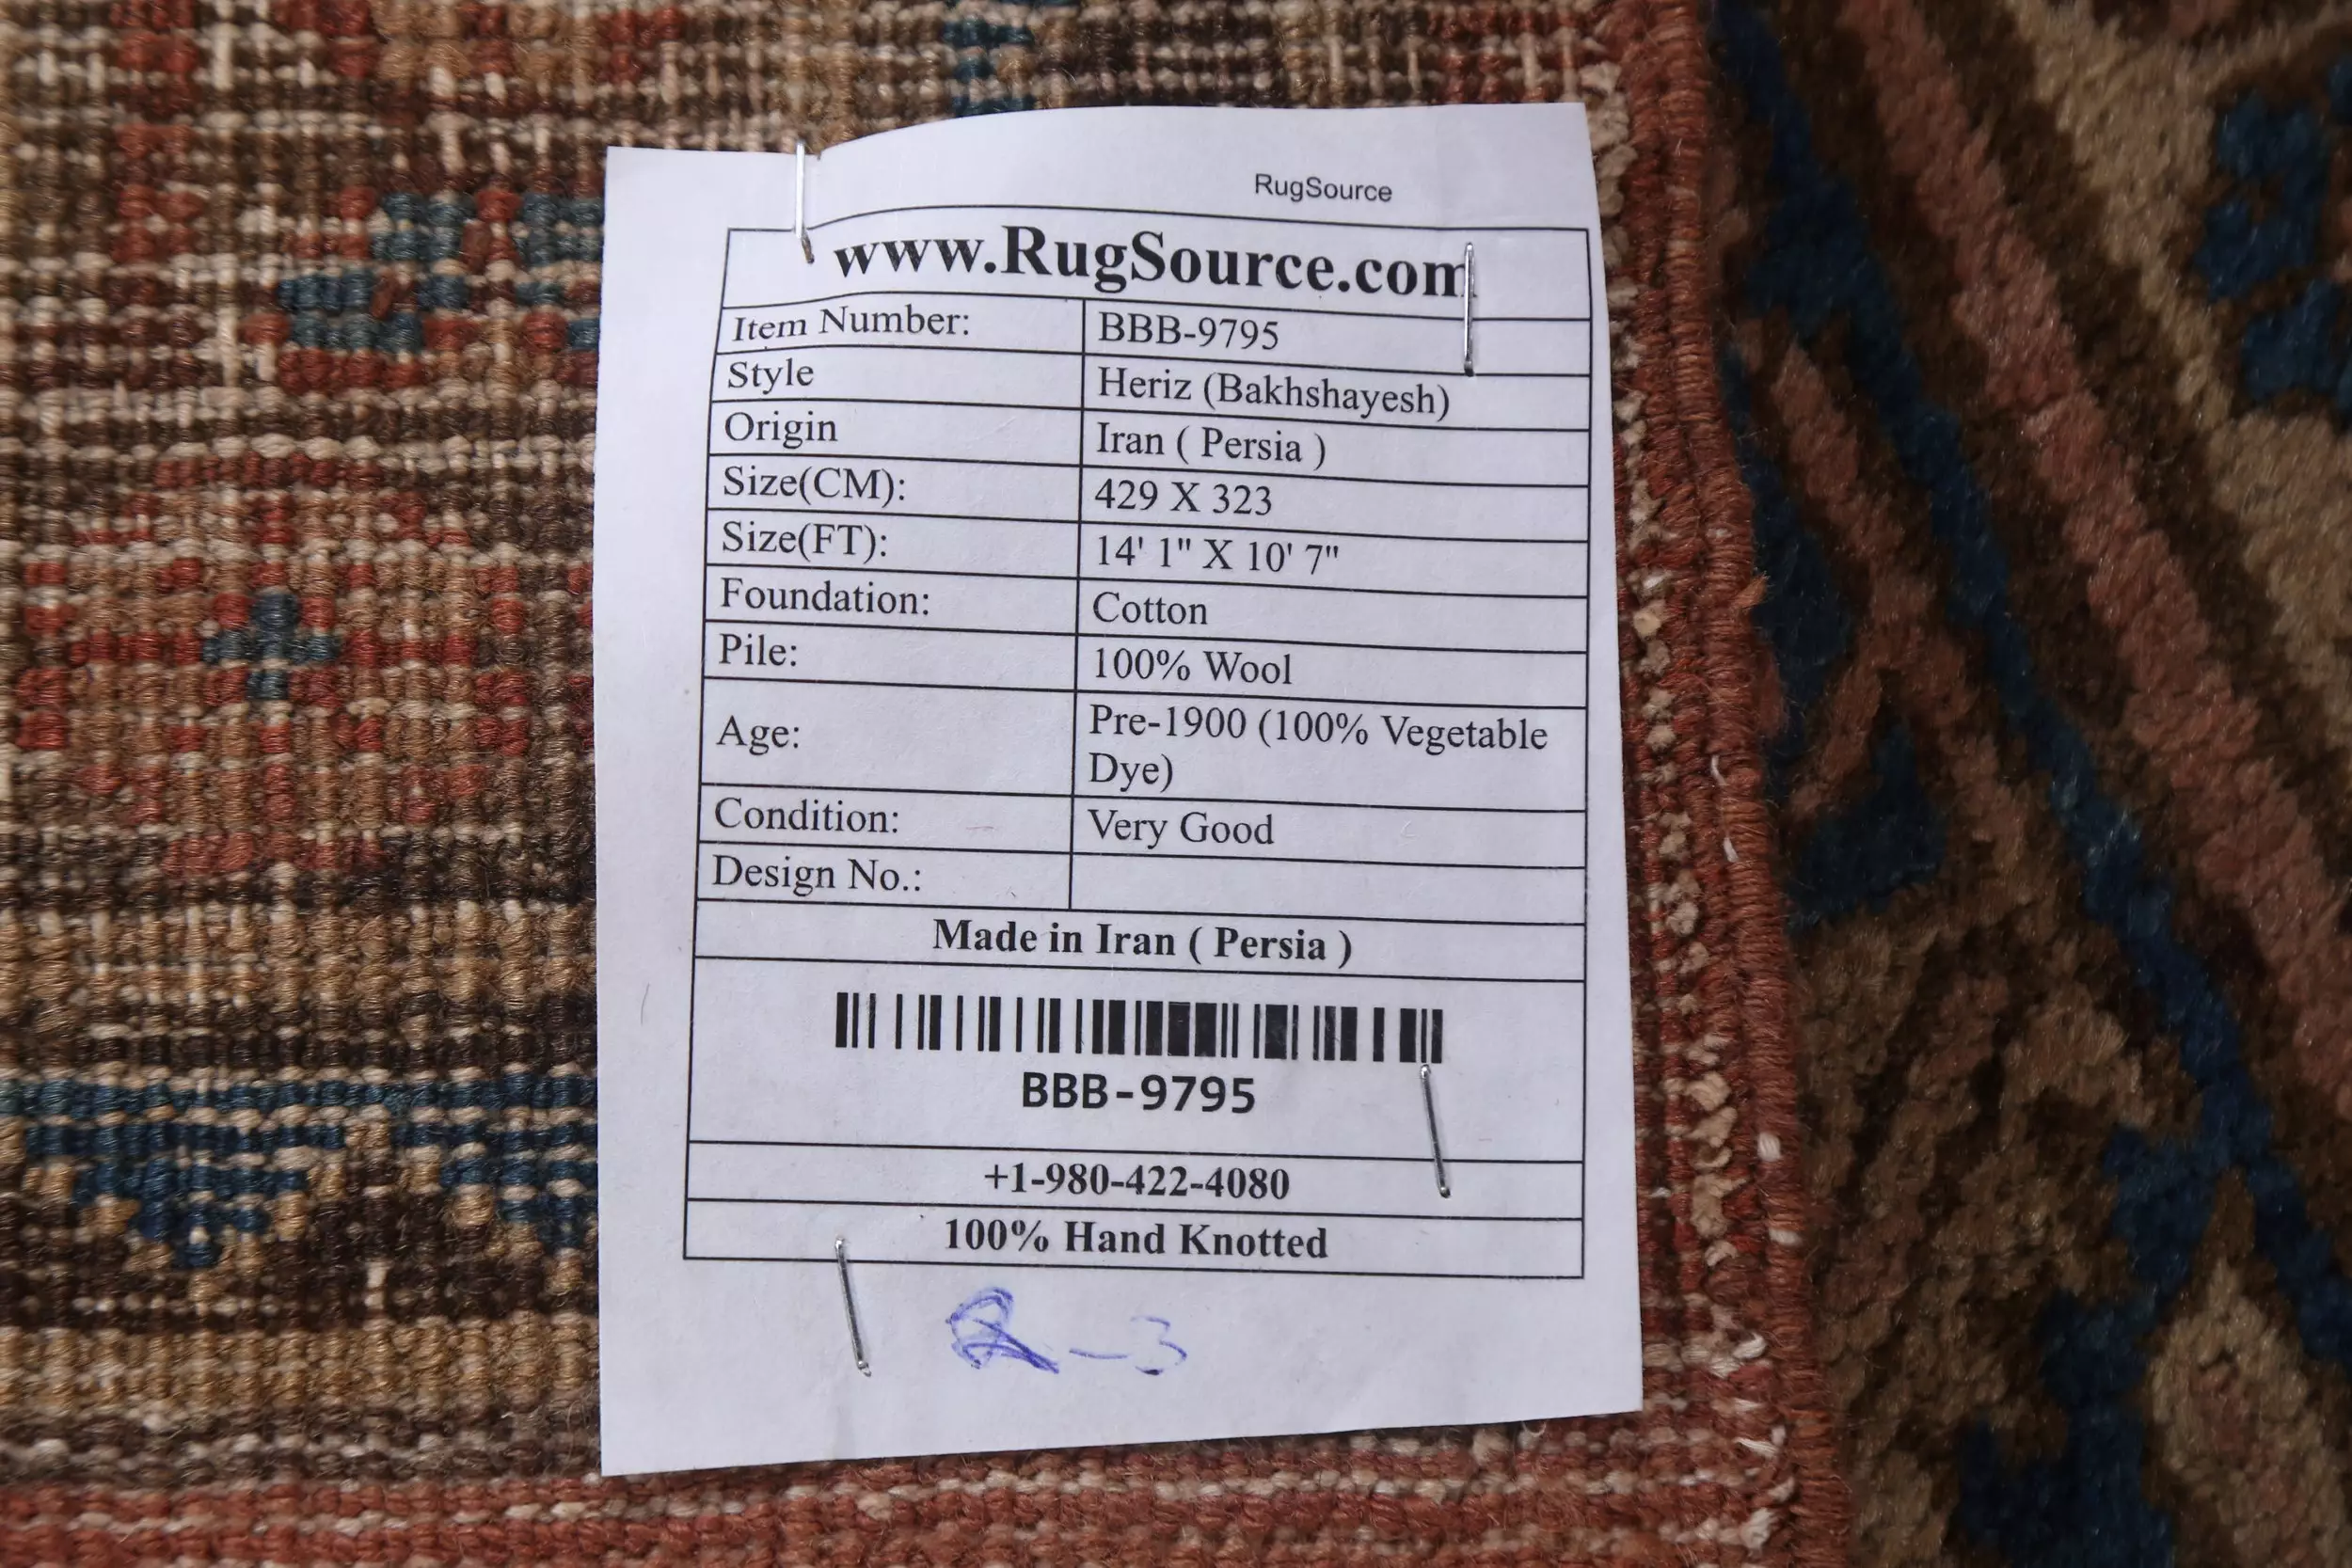 RugSource
www.RugSource.com
Item Number: BBB-9795
Style Heriz (Bakhshayesh)
Origin Iran ( Persia )
Size(CM): 429 X 323
Size(FT): 14' 1" X 10' 7"
Foundation: Cotton
Pile: 100% Wool
Age: Pre-1900 (100% Vegetable
Dye)
Condition: Very Good
Design No.:
Made in Iran ( Persia )
BBB-9795
+1-980-422-4080
100% Hand Knotted